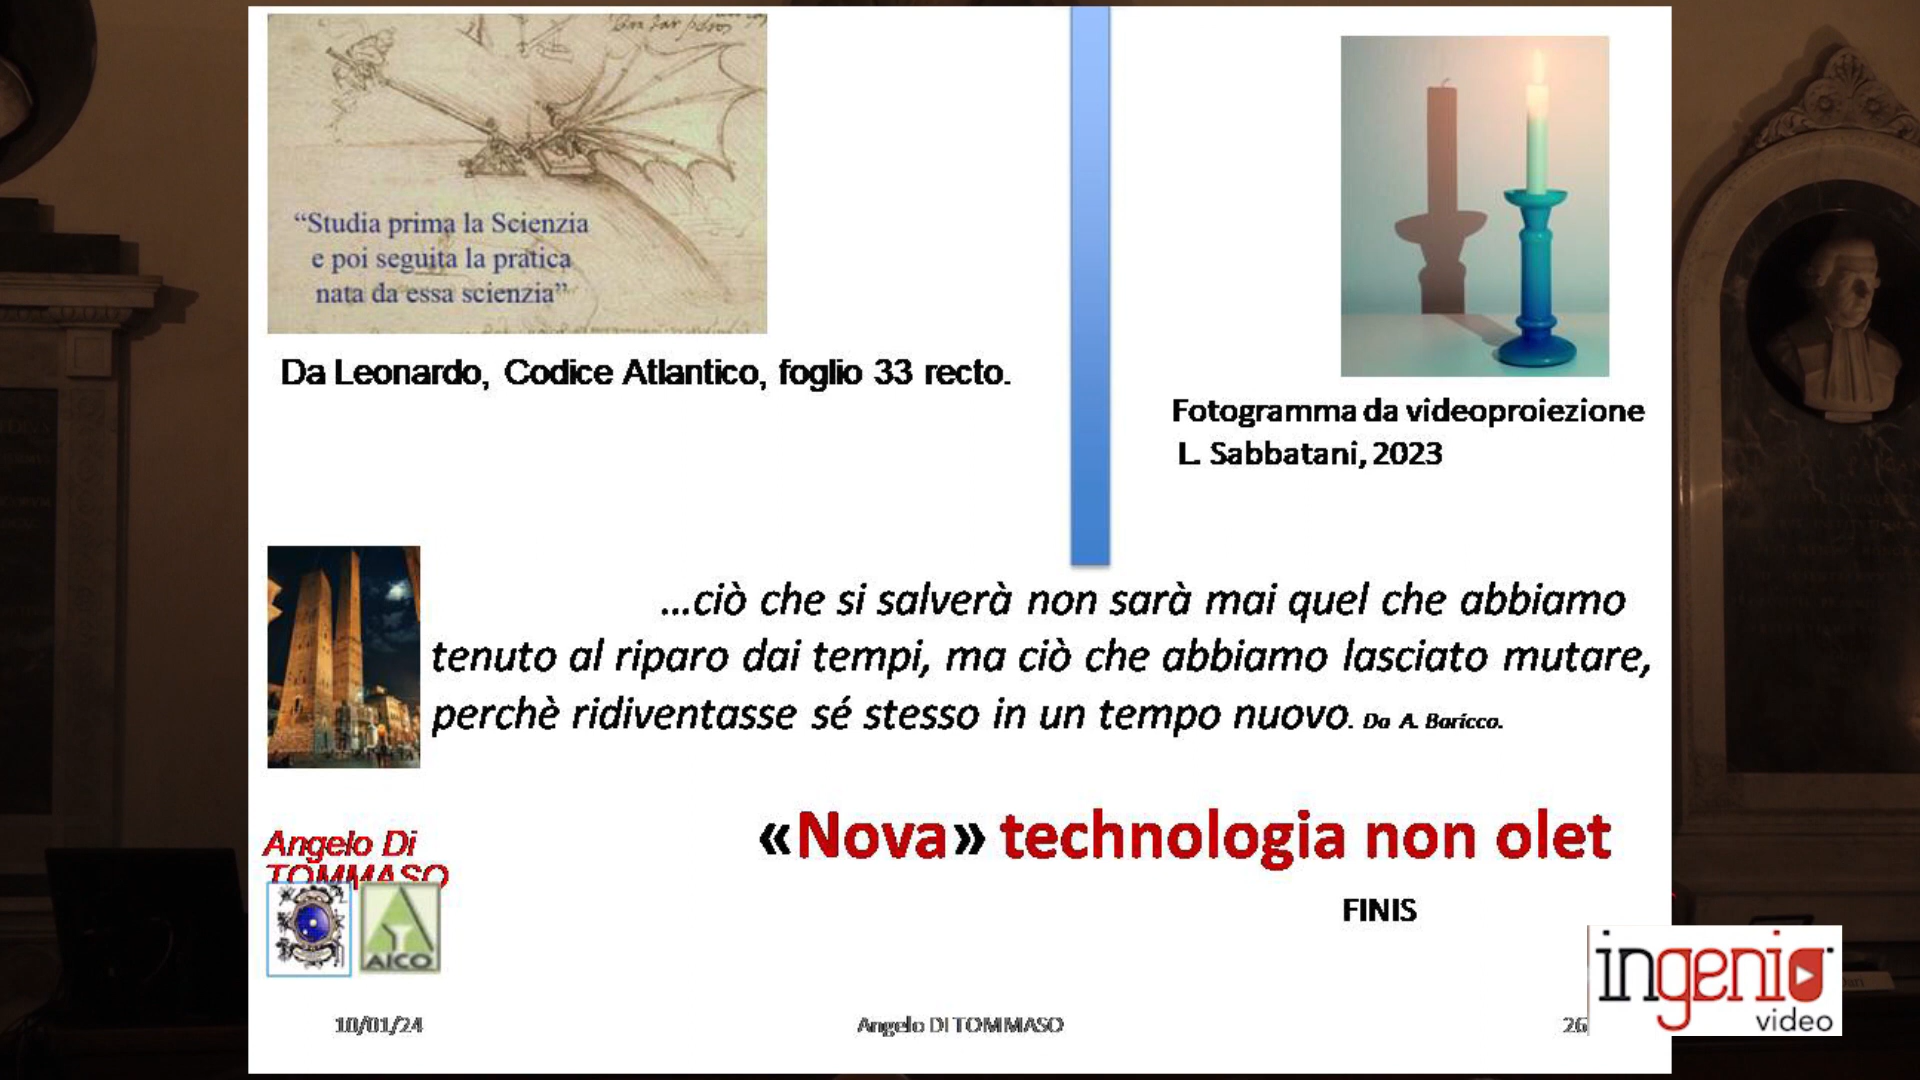 “Studia prima la Scienzia
e poi seguita la pratica
nata da essa scienzia”
Da Leonardo, Codice Atlantico, foglio 33 recto.
Fotogramma da videoproiezione
L. Sabbatani, 2023
...ciò che si salverà non sarà mai quel che abbiamo
tenuto al riparo dai tempi, ma ciò che abbiamo lasciato mutare,
perchè ridiventasse sé stesso in un tempo nuovo. Da A. Baricco.
«Nova» technologia non olet
FINIS
Angelo Di
TOMMASO
AICO
10/01/24
Angelo DI TOMMASO
26
ingenio
video